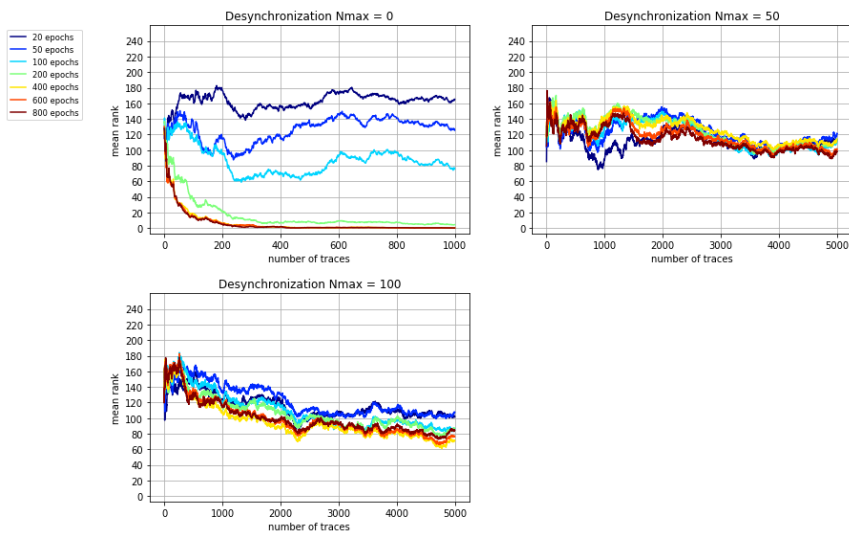 20 epochs
50 epochs
100 epochs
200 epochs
400 epochs
600 epochs
800 epochs
Desynchronization Nmax = 0
mean rank
240
220
200
180
160
140
120
100
80
60
40
20
0
0 200 400 600 800 1000
number of traces
Desynchronization Nmax = 50
mean rank
240
220
200
180
160
140
120
100
80
60
40
20
0
0 1000 2000 3000 4000 5000
number of traces
Desynchronization Nmax = 100
mean rank
240
220
200
180
160
140
120
100
80
60
40
20
0
0 1000 2000 3000 4000 5000
number of traces